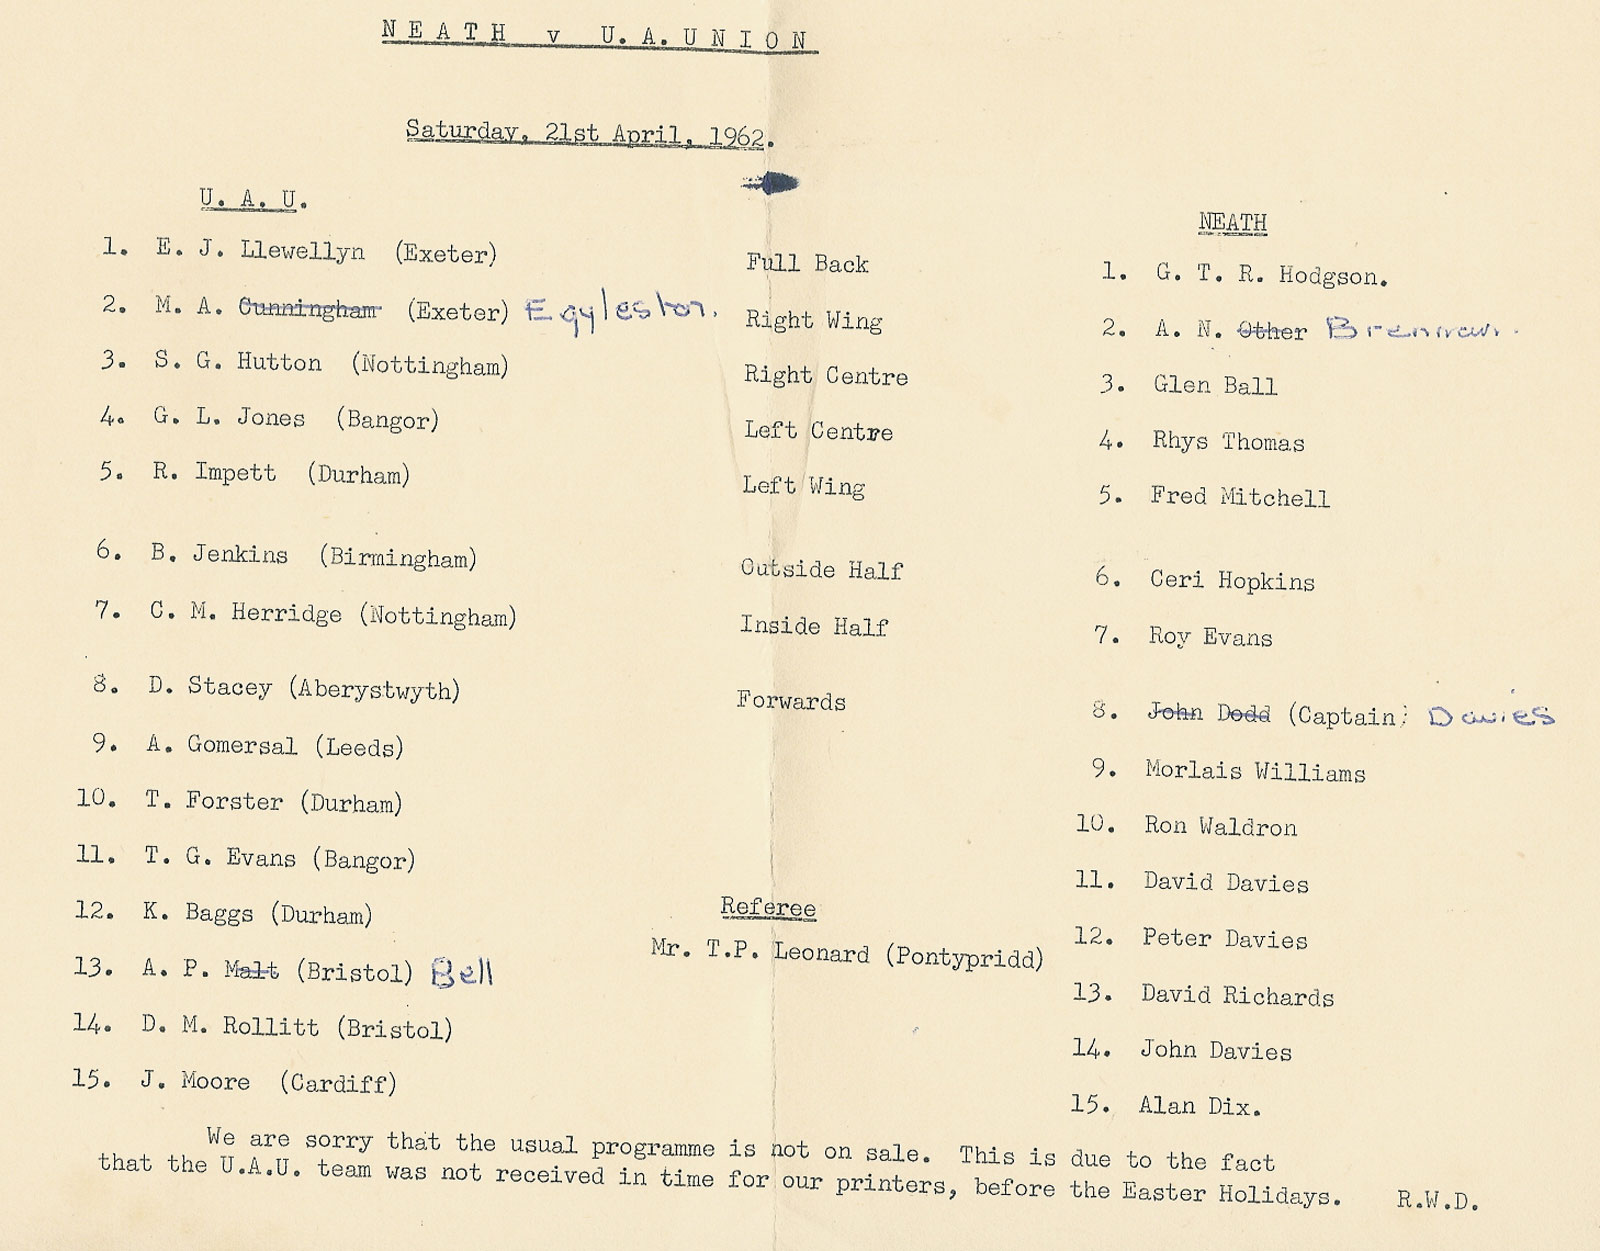 NEATH v U.A.UNION
Saturday, 21st April, 1962.
U. A. U.
1. E. J. Llewellyn (Exeter)
2. M. A. Cunningham (Exeter) Eggleston.
3. S. G. Hutton (Nottingham)
4. G. L. Jones (Bangor)
5. R. Impett (Durham)
6. B. Jenkins (Birmingham)
7. C. M. Herridge (Nottingham)
8. D. Stacey (Aberystwyth)
9. A. Gomersal (Leeds)
10. T. Forster (Durham)
11. T. G. Evans (Bangor)
12. K. Baggs (Durham)
13. A. P. Malt (Bristol) Bell
14. D. M. Rollitt (Bristol)
15. J. Moore (Cardiff)
Full Back
Right Wing
Right Centre
Left Centre
Left Wing
Outside Half
Inside Half
Forwards
Referee
Mr. T.P. Leonard (Pontypridd)
NEATH
1. G. T. R. Hodgson.
2. A. N. Other Brennan.
3. Glen Ball
4. Rhys Thomas
5. Fred Mitchell
6. Ceri Hopkins
7. Roy Evans
8. John Dodd (Captain) Davies
9. Morlais Williams
10. Ron Waldron
11. David Davies
12. Peter Davies
13. David Richards
14. John Davies
15. Alan Dix.
We are sorry that the usual programme is not on sale. This is due to the fact
that the U.A.U. team was not received in time for our printers, before the Easter Holidays. R.W.D.